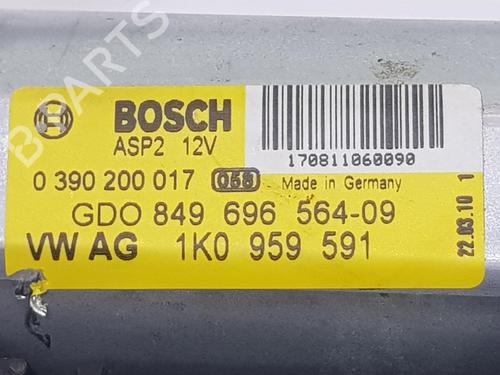 B-PARTS
BOSCH
ASP2 12V
170811060090
0 390 200 017 068 Made in Germany
GDO 849 696 564-09
VW AG 1K0 959 591
22.03.10 1